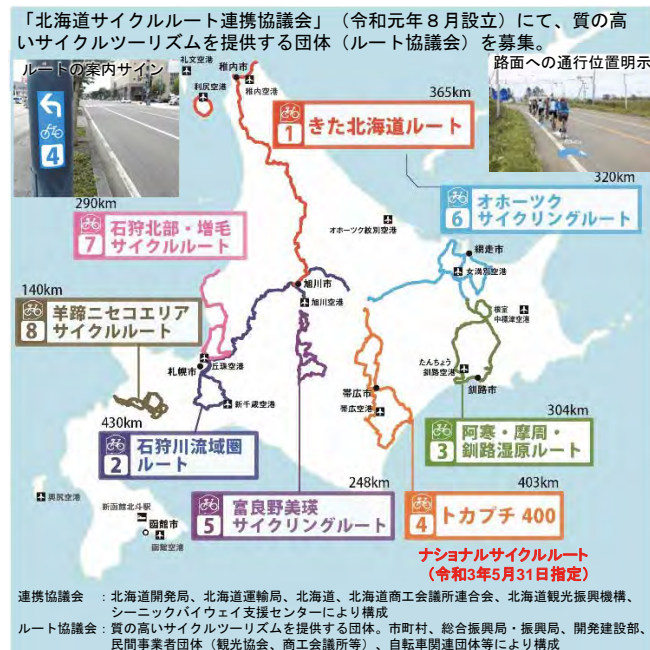 「北海道サイクルルート連携協議会」（令和元年８月設立）にて、質の高
いサイクルツーリズムを提供する団体（ルート協議会）を募集。
ルートの案内サイン
4
礼文空港
利尻空港
稚内市
稚内空港
路面への通行位置明示
365km
1 きた北海道ルート
320km
6 オホーツク
サイクリングルート
290km
7 石狩北部・増毛
サイクルルート
オホーツク紋別空港
網走市
女満別空港
旭川市
旭川空港
根室
中標津空港
140km
8 羊蹄ニセコエリア
サイクルルート
札幌市
丘珠空港
新千歳空港
帯広市
帯広空港
たんちょう
釧路空港
釧路市
430km
2 石狩川流域圏
ルート
304km
3 阿寒・摩周・
釧路湿原ルート
248km
5 富良野美瑛
サイクリングルート
403km
4 トカプチ 400
ナショナルサイクルルート
（令和3年5月31日指定）
奥尻空港
新函館北斗駅
函館市
函館空港
連携協議会　：北海道開発局、北海道運輸局、北海道、北海道商工会議所連合会、北海道観光振興機構、
シーニックバイウェイ支援センターにより構成
ルート協議会：質の高いサイクルツーリズムを提供する団体。市町村、総合振興局・振興局、開発建設部、
民間事業者団体（観光協会、商工会議所等）、自転車関連団体等により構成